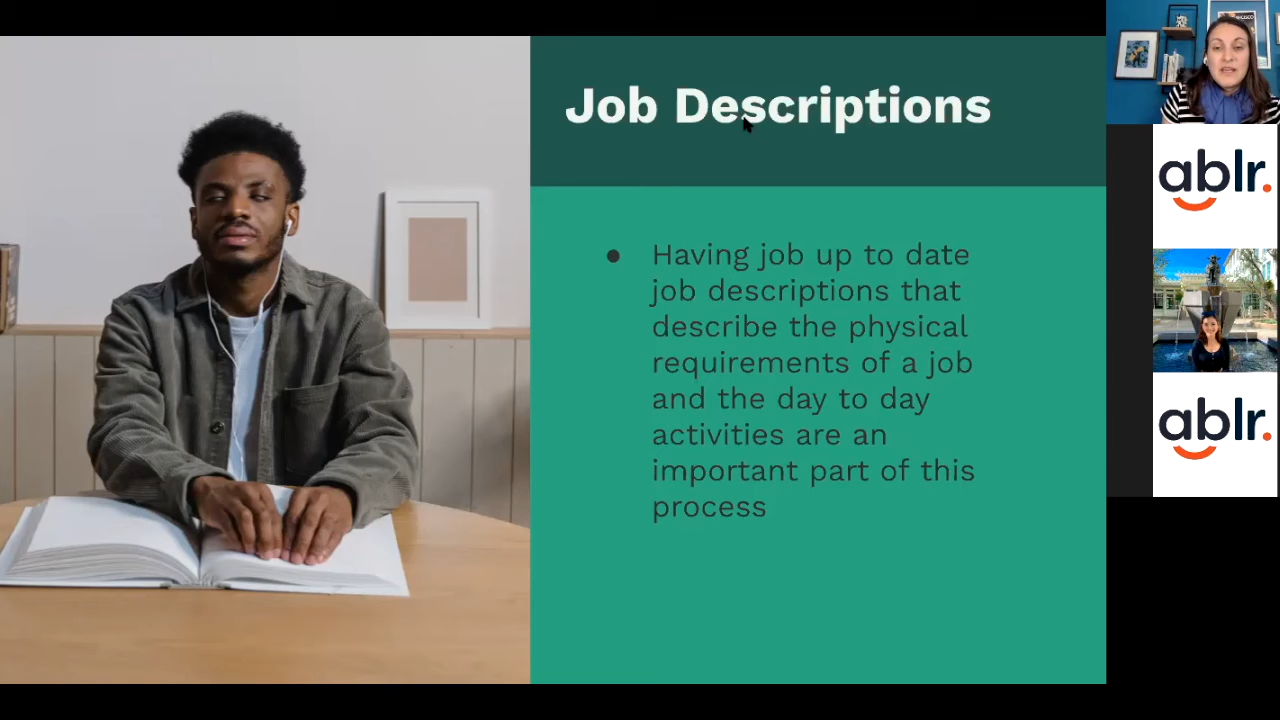 Job Descriptions
● Having job up to date
job descriptions that
describe the physical
requirements of a job
and the day to day
activities are an
important part of this
process
ablr.
ablr.